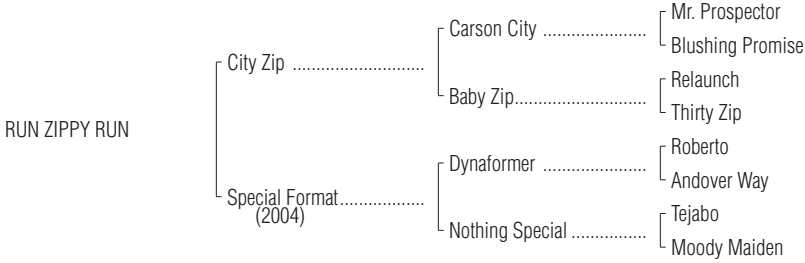 Mr. Prospector
Carson City ......................
Blushing Promise
City Zip ............................
Relaunch
Baby Zip............................
Thirty Zip
RUN ZIPPY RUN
Roberto
Dynaformer ......................
Andover Way
Special Format..................
(2004)
Tejabo
Nothing Special ................
Moody Maiden